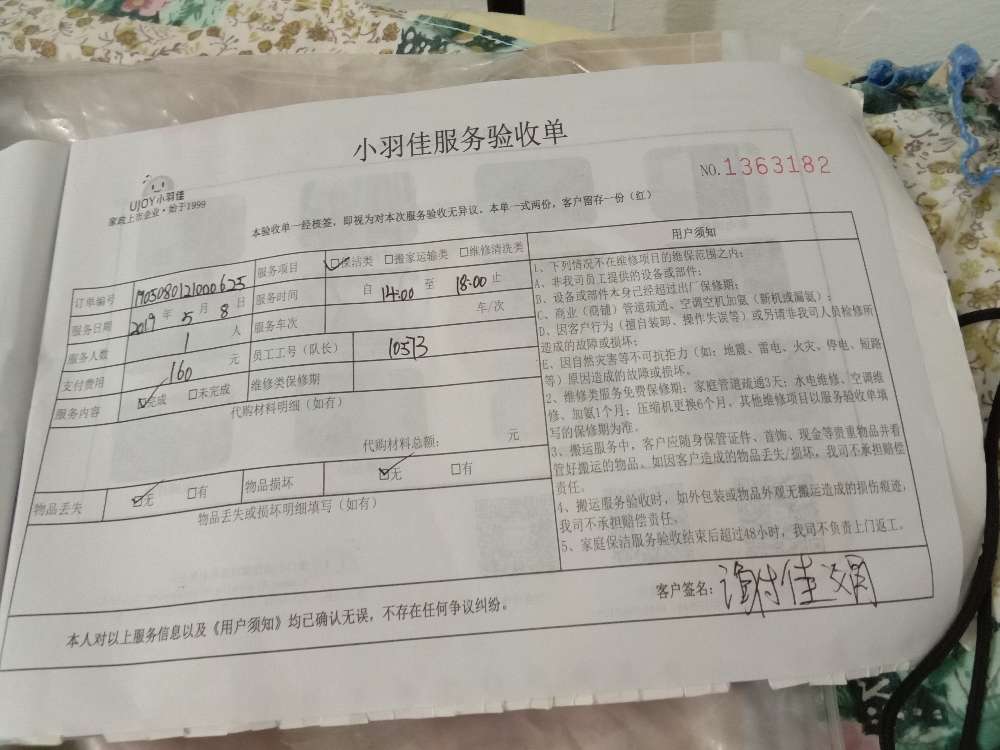 小羽佳服务验收单
NO.1363182
UJOY小羽佳
家政上市企业·始于1999
本验收单一经核签，即视为对本次服务验收无异议。本单一式两份，客户留存一份（红）
订单编号 服务项目 保洁类 搬家运输类 维修清洗类
服务日期 2019 年 5 月 8 日 服务时间 自 14:00 至 18:00 止
服务人数 1 人 服务车次 车/次
支付费用 160 元 员工工号（队长） 10573
服务内容 完成 未完成 维修类保修期
代购材料明细（如有）
代购材料总额： 元
物品丢失 无 有 物品损坏 无 有
物品丢失或损坏明细填写（如有）
用户须知
1、下列情况不在维修项目的维保范围之内：
A、非我司员工提供的设备或部件；
B、设备或部件本身已经超过出厂保修期；
C、商业（商铺）管道疏通、空调空机加氨（新机或漏氨）；
D、因客户行为（擅自装卸、操作失误等）或另请非我司人员检修所
造成的故障或损坏；
E、因自然灾害等不可抗拒力（如：地震、雷电、火灾、停电、短路
等）原因造成的故障或损坏。
2、维修类服务免费保修期：家庭管道疏通3天；水电维修、空调维
修、加氨1个月；压缩机更换6个月。其他维修项目以服务验收单填
写的保修期为准。
3、搬运服务中，客户应随身保管证件、首饰、现金等贵重物品并看
管好搬运的物品。如因客户造成的物品丢失/损坏，我司不承担赔偿
责任。
4、搬运服务验收时，如外包装或物品外观无搬运造成的损伤痕迹，
我司不承担赔偿责任。
5、家庭保洁服务验收结束后超过48小时，我司不负责上门返工。
客户签名：
本人对以上服务信息以及《用户须知》均已确认无误，不存在任何争议纠纷。